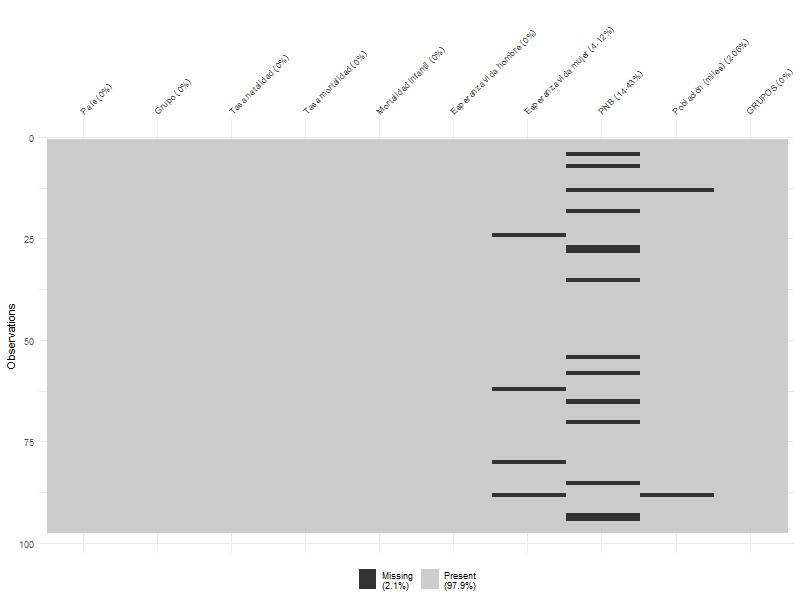 País (0%)
Grupo (0%)
Tasa natalidad (0%)
Tasa mortalidad (0%)
Mortalidad infantil (0%)
Esperanza vida hombre (0%)
Esperanza vida mujer (4.12%)
PNB (14.43%)
Población (miles) (2.06%)
GRUPOS (0%)
0
25
50
75
100
Observations
Missing
(2.1%)
Present
(97.9%)